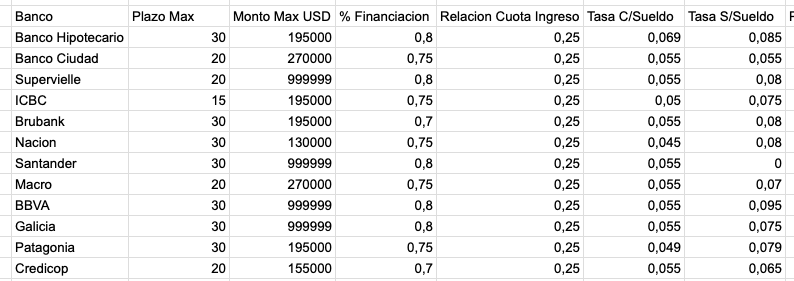 Banco Plazo Max Monto Max USD % Financiacion Relacion Cuota Ingreso Tasa C/Sueldo Tasa S/Sueldo
Banco Hipotecario 30 195000 0,8 0,25 0,069 0,085
Banco Ciudad 20 270000 0,75 0,25 0,055 0,055
Supervielle 20 999999 0,8 0,25 0,055 0,08
ICBC 15 195000 0,75 0,25 0,05 0,075
Brubank 30 195000 0,7 0,25 0,055 0,08
Nacion 30 130000 0,75 0,25 0,045 0,08
Santander 30 999999 0,8 0,25 0,055 0
Macro 20 270000 0,75 0,25 0,055 0,07
BBVA 30 999999 0,8 0,25 0,055 0,095
Galicia 30 999999 0,8 0,25 0,055 0,075
Patagonia 30 195000 0,75 0,25 0,049 0,079
Credicop 20 155000 0,7 0,25 0,055 0,065